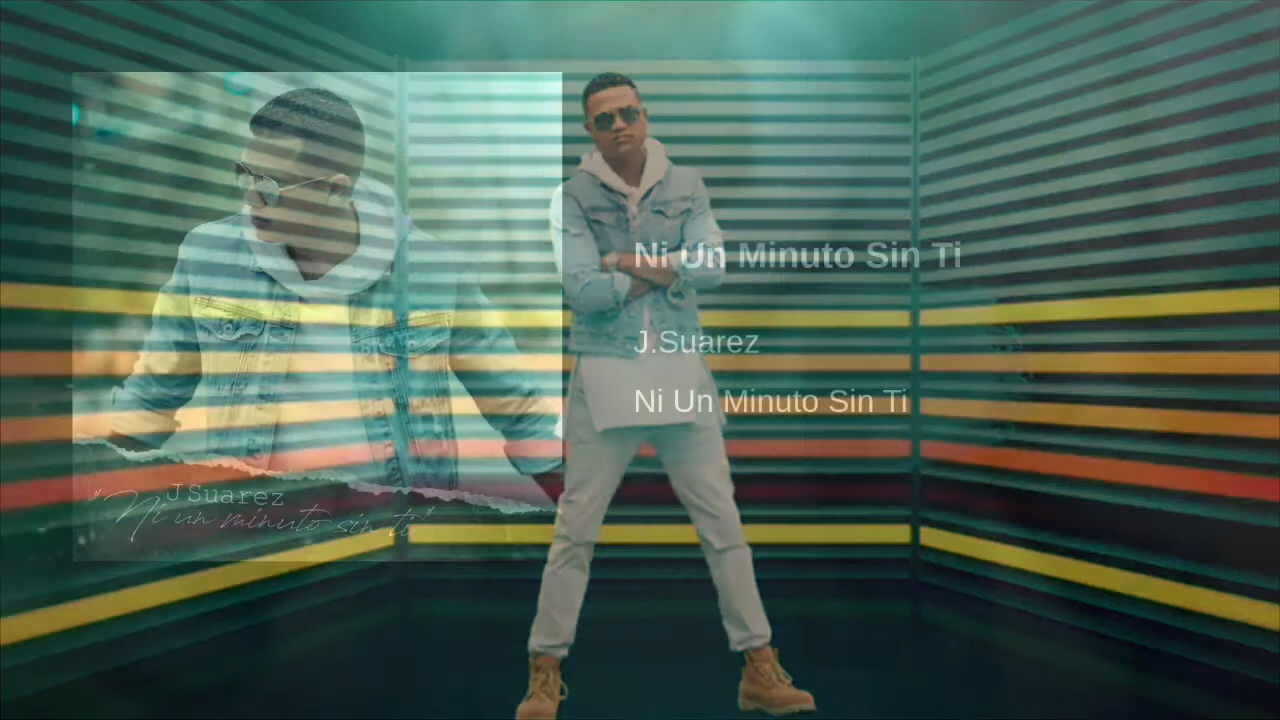 Ni Un Minuto Sin Ti
J.Suarez
Ni Un Minuto Sin Ti
J Suarez
"Ni un minuto sin ti"